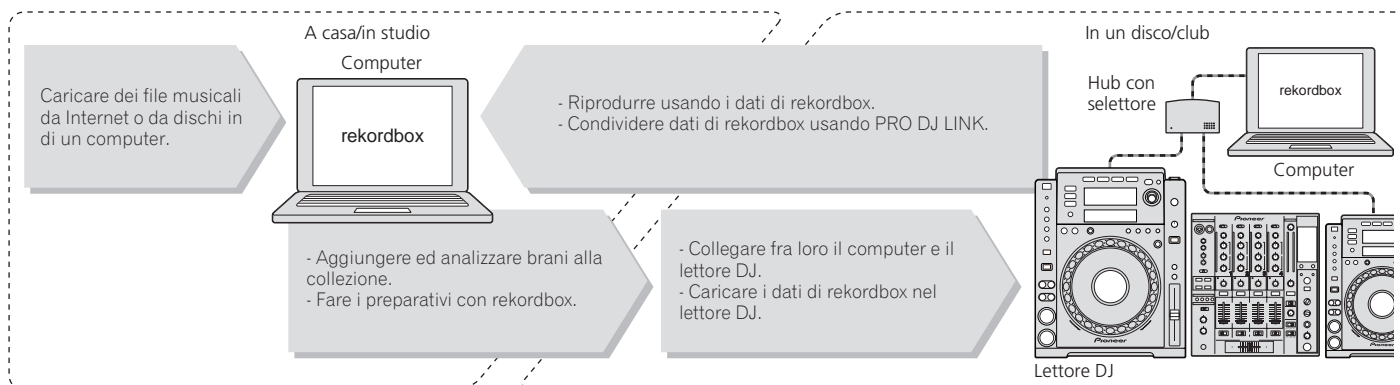 A casa/in studio
Computer
rekordbox
Caricare dei file musicali
da Internet o da dischi in
di un computer.
- Riprodurre usando i dati di rekordbox.
- Condividere dati di rekordbox usando PRO DJ LINK.
- Aggiungere ed analizzare brani alla
collezione.
- Fare i preparativi con rekordbox.
- Collegare fra loro il computer e il
lettore DJ.
- Caricare i dati di rekordbox nel
lettore DJ.
In un disco/club
Hub con
selettore
rekordbox
Computer
Pioneer
Pioneer
Pioneer
Lettore DJ